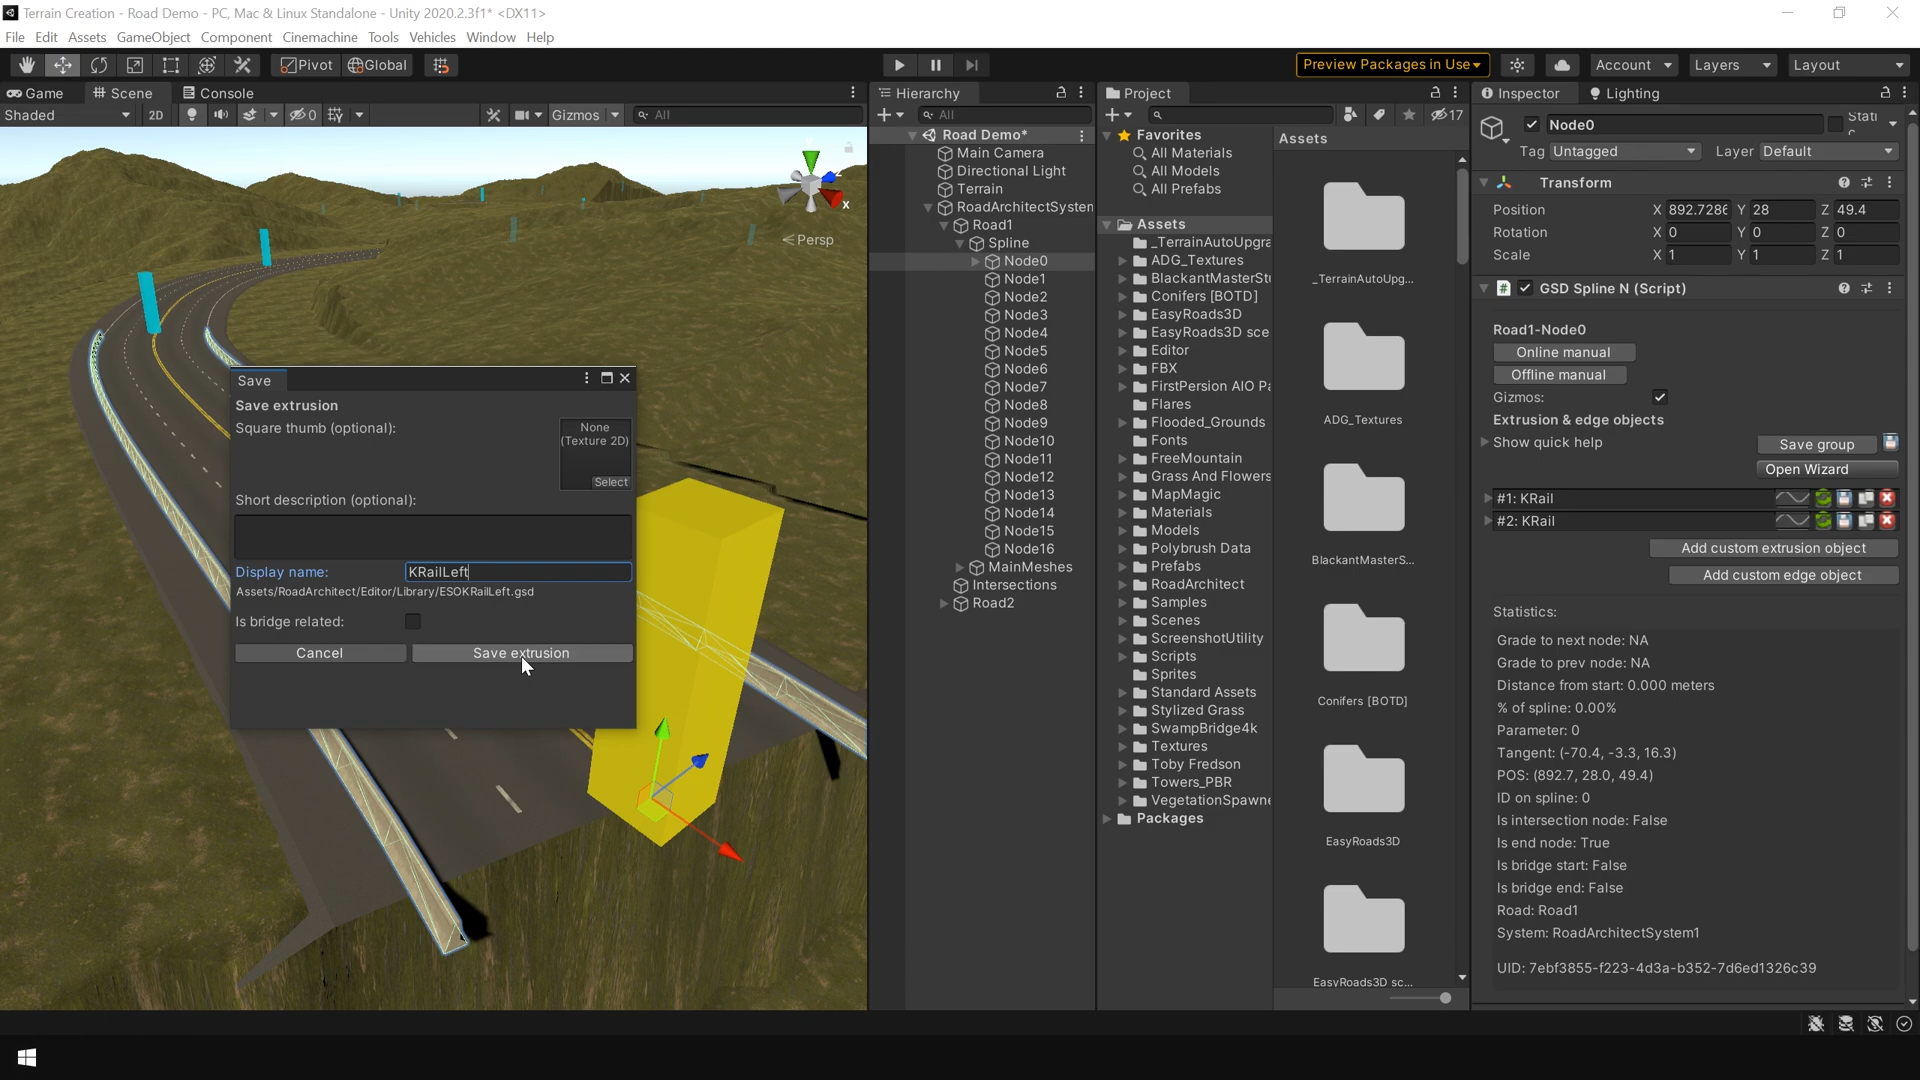 Terrain Creation - Road Demo - PC, Mac & Linux Standalone - Unity 2020.2.3f1* <DX11>
File Edit Assets GameObject Component Cinemachine Tools Vehicles Window Help
Pivot Global
Preview Packages in Use Account Layers Layout
Game Scene Console
Shaded 2D 0 Gizmos All
x
Persp
Save
Save extrusion
Square thumb (optional):
None
(Texture 2D)
Select
Short description (optional):
Display name: KRailLeft
Assets/RoadArchitect/Editor/Library/ESOKRailLeft.gsd
Is bridge related:
Cancel Save extrusion
Hierarchy
All
Road Demo*
Main Camera
Directional Light
Terrain
RoadArchitectSystem
Road1
Spline
Node0
Node1
Node2
Node3
Node4
Node5
Node6
Node7
Node8
Node9
Node10
Node11
Node12
Node13
Node14
Node15
Node16
MainMeshes
Intersections
Road2
Project
17
Favorites
All Materials
All Models
All Prefabs
Assets
_TerrainAutoUpgra
ADG_Textures
BlackantMasterStu
Conifers [BOTD]
EasyRoads3D
EasyRoads3D sce
Editor
FBX
FirstPersion AIO Pa
Flares
Flooded_Grounds
Fonts
FreeMountain
Grass And Flowers
MapMagic
Materials
Models
Polybrush Data
Prefabs
RoadArchitect
Samples
Scenes
ScreenshotUtility
Scripts
Sprites
Standard Assets
Stylized Grass
SwampBridge4k
Textures
Toby Fredson
Towers_PBR
VegetationSpawne
Packages
Assets
_TerrainAutoUpg...
ADG_Textures
BlackantMasterS...
Conifers [BOTD]
EasyRoads3D
EasyRoads3D sc...
Inspector Lighting
Node0 Stati
Tag Untagged Layer Default
Transform
Position X 892.728 Y 28 Z 49.4
Rotation X 0 Y 0 Z 0
Scale X 1 Y 1 Z 1
# GSD Spline N (Script)
Road1-Node0
Online manual
Offline manual
Gizmos:
Extrusion & edge objects
Show quick help Save group
Open Wizard
#1: KRail
#2: KRail
Add custom extrusion object
Add custom edge object
Statistics:
Grade to next node: NA
Grade to prev node: NA
Distance from start: 0.000 meters
% of spline: 0.00%
Parameter: 0
Tangent: (-70.4, -3.3, 16.3)
POS: (892.7, 28.0, 49.4)
ID on spline: 0
Is intersection node: False
Is end node: True
Is bridge start: False
Is bridge end: False
Road: Road1
System: RoadArchitectSystem1
UID: 7ebf3855-f223-4d3a-b352-7d6ed1326c39